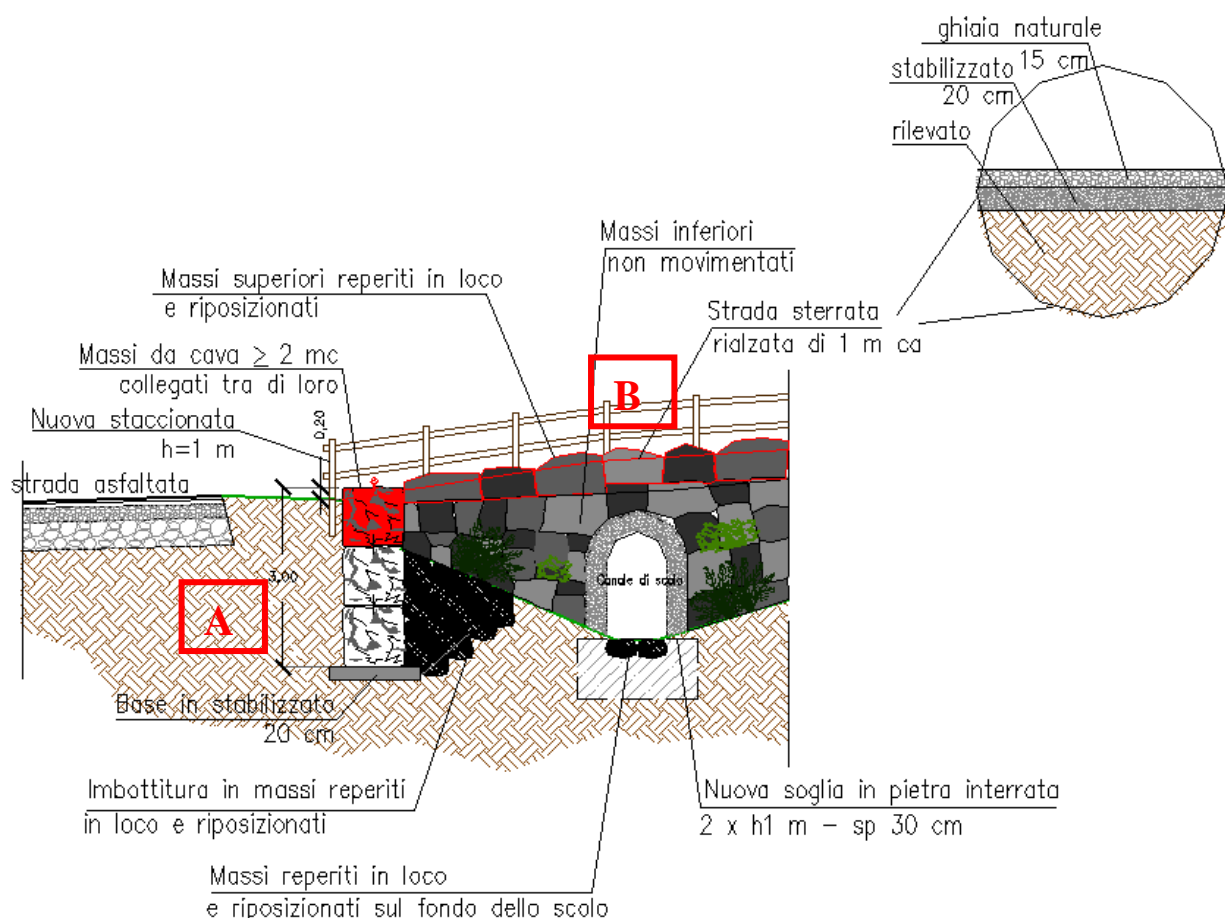 ghiaia naturale
15 cm
stabilizzato
20 cm
rilevato
Massi inferiori
non movimentati
Massi superiori reperiti in loco
e riposizionati
Strada sterrata
rialzata di 1 m ca
Massi da cava ≥ 2 mc
collegati tra di loro
B
Nuova staccionata
h=1 m
0,20
strada asfaltata
3,00
Canale di scolo
A
Base in stabilizzato
20 cm
Imbottitura in massi reperiti
in loco e riposizionati
Nuova soglia in pietra interrata
2 x h1 m - sp 30 cm
Massi reperiti in loco
e riposizionati sul fondo dello scolo